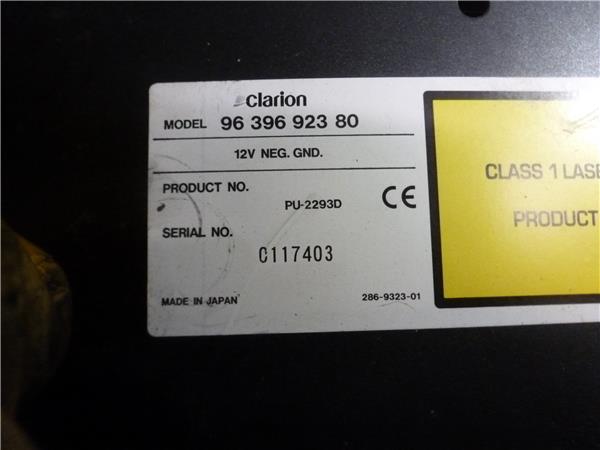 Clarion
MODEL 96 396 923 80
12V NEG. GND.
PRODUCT NO.
PU-2293D
CE
SERIAL NO.
0117403
MADE IN JAPAN
286-9323-01
CLASS 1 LASE
PRODUCT